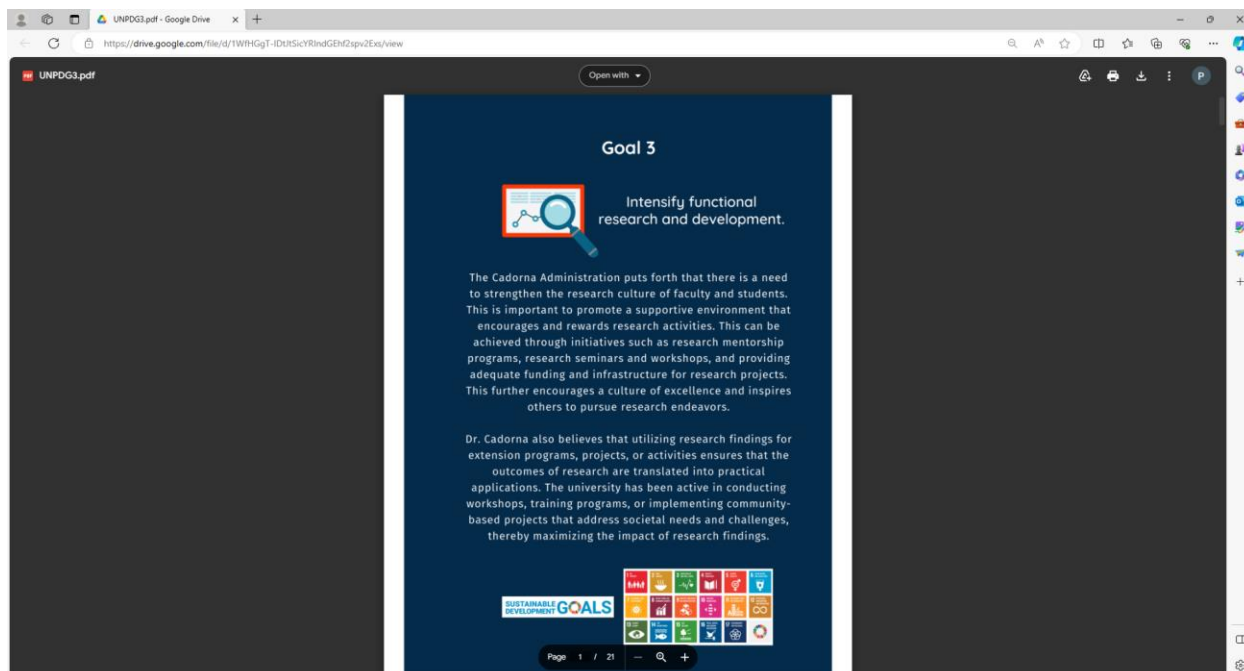 UNPDG3.pdf - Google Drive
https://drive.google.com/file/d/1WfHGgT-IDtJtSicYRIndGEhf2spv2Exs/view
UNPDG3.pdf
Open with
P
Goal 3
Intensify functional
research and development.
The Cadorna Administration puts forth that there is a need
to strengthen the research culture of faculty and students.
This is important to promote a supportive environment that
encourages and rewards research activities. This can be
achieved through initiatives such as research mentorship
programs, research seminars and workshops, and providing
adequate funding and infrastructure for research projects.
This further encourages a culture of excellence and inspires
others to pursue research endeavors.
Dr. Cadorna also believes that utilizing research findings for
extension programs, projects, or activities ensures that the
outcomes of research are translated into practical
applications. The university has been active in conducting
workshops, training programs, or implementing community-
based projects that address societal needs and challenges,
thereby maximizing the impact of research findings.
SUSTAINABLE
DEVELOPMENT GOALS
Page 1 / 21